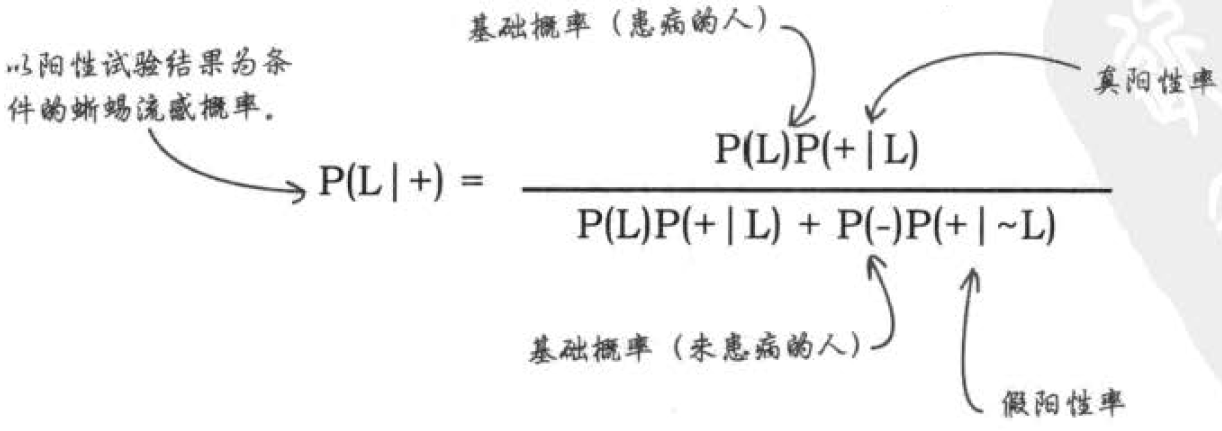 基础概率（患病的人）
以阳性试验结果为条
件的蜥蜴流感概率。
真阳性率
P(L)P(+ | L)
P(L | +) =
P(L)P(+ | L) + P(-)P(+ | ~L)
基础概率（未患病的人）
假阳性率